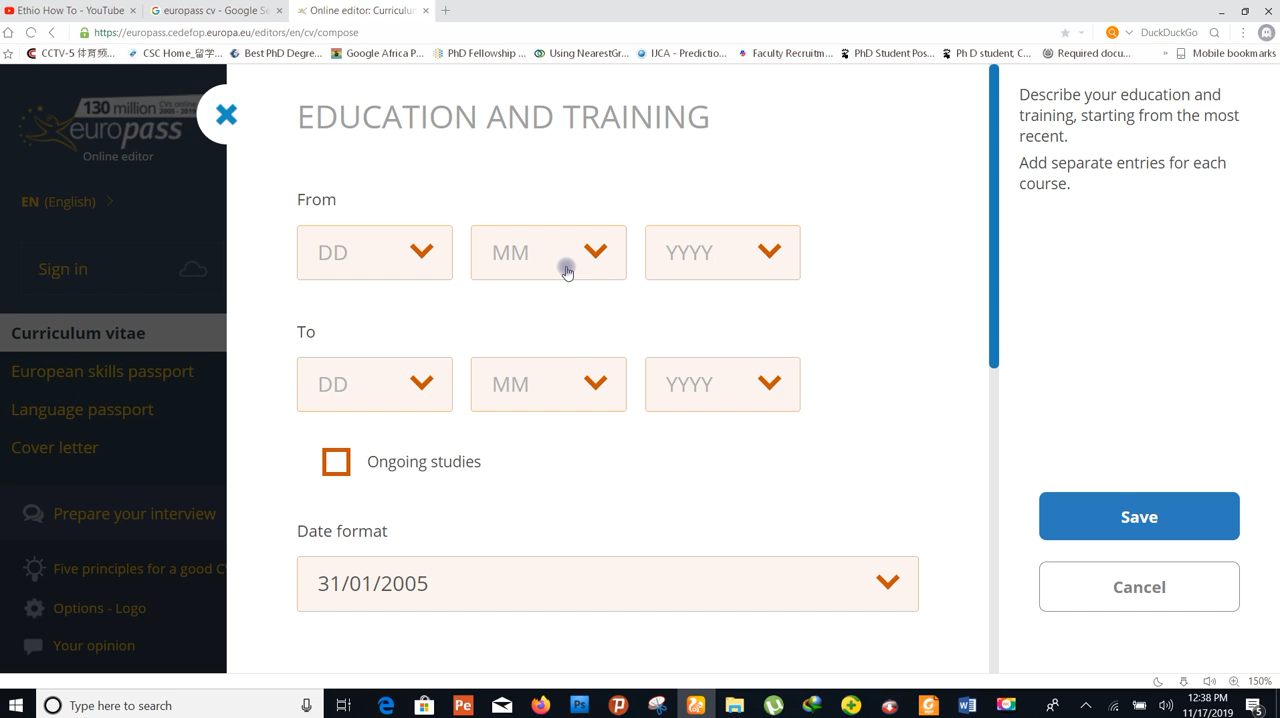 Ethio How To - YouTube
europass cv - Google Se
Online editor: Curriculum
https://europass.cedefop.europa.eu/editors/en/cv/compose
DuckDuckGo
CCTV-5 体育频...
CSC Home_留学...
Best PhD Degre...
Google Africa P...
PhD Fellowship ...
Using NearestGr...
IJCA - Predictio...
Faculty Recruitm...
PhD Student Pos...
Ph D student, C...
Required docu...
Mobile bookmarks
130 million CVs online 2005-2019
europass
Online editor
EN (English)
Sign in
Curriculum vitae
European skills passport
Language passport
Cover letter
Prepare your interview
Five principles for a good C
Options - Logo
Your opinion
EDUCATION AND TRAINING
From
DD MM YYYY
To
DD MM YYYY
Ongoing studies
Date format
31/01/2005
Describe your education and
training, starting from the most
recent.
Add separate entries for each
course.
Save
Cancel
150%
Type here to search
12:38 PM
11/17/2019
5